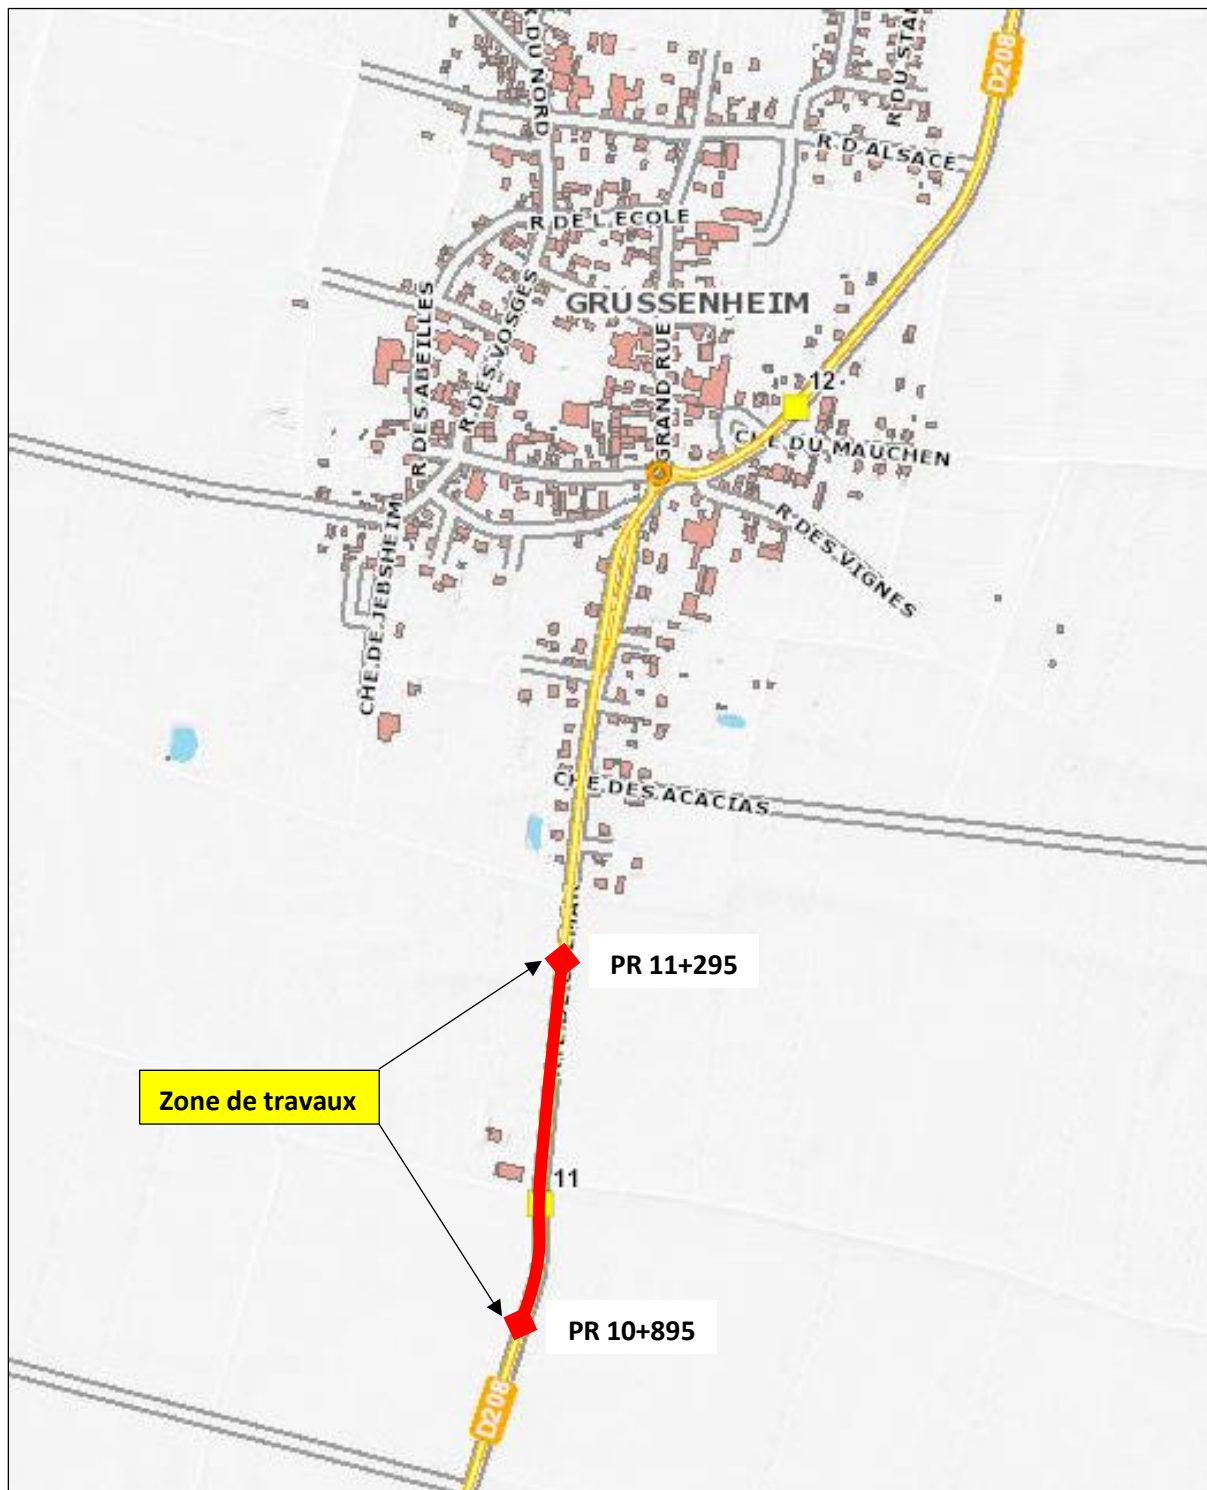 DU NORD
R DU STA
D208
R D ALSACE
R DE L ECOLE
GRUSSENHEIM
R DES ABEILLES
R DES VOSGES
GRAND RUE
12
CHE DU MAUCHEN
R DES VIGNES
CHE DE JEBSHEIM
CHE DES ACACIAS
PR 11+295
Zone de travaux
11
PR 10+895
D208